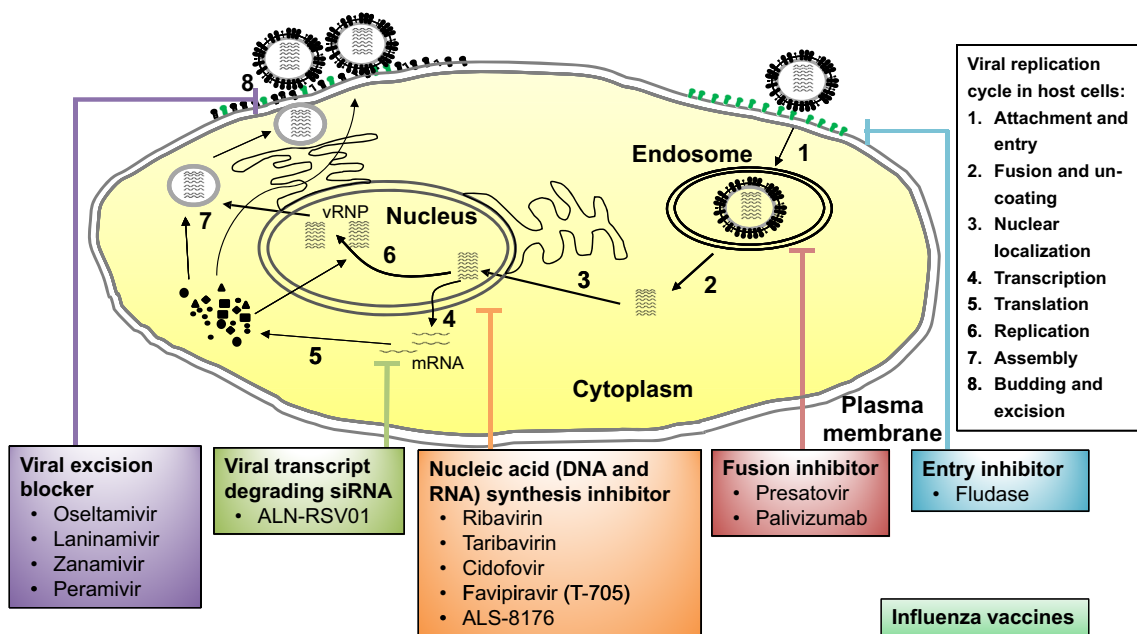 8
1
Endosome
Nucleus
vRNP
7
6
3
2
4
5
mRNA
Cytoplasm
Plasma
membrane
Viral replication
cycle in host cells:
1. Attachment and
entry
2. Fusion and un-
coating
3. Nuclear
localization
4. Transcription
5. Translation
6. Replication
7. Assembly
8. Budding and
excision
Viral excision
blocker
• Oseltamivir
• Laninamivir
• Zanamivir
• Peramivir
Viral transcript
degrading siRNA
• ALN-RSV01
Nucleic acid (DNA and
RNA) synthesis inhibitor
• Ribavirin
• Taribavirin
• Cidofovir
• Favipiravir (T-705)
• ALS-8176
Fusion inhibitor
• Presatovir
• Palivizumab
Entry inhibitor
• Fludase
Influenza vaccines